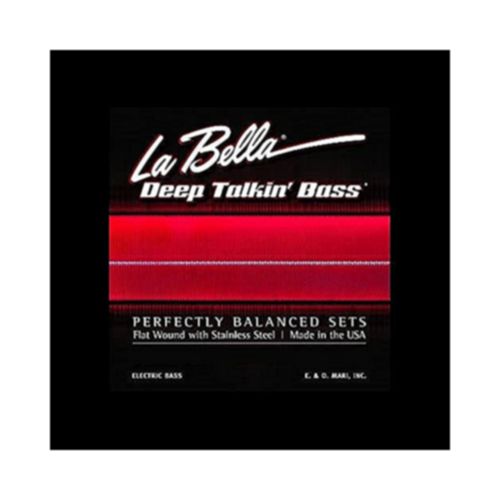 La Bella®
Deep Talkin' Bass®
PERFECTLY BALANCED SETS
Flat Wound with Stainless Steel | Made in the USA
ELECTRIC BASS
E. & O. MARI, INC.